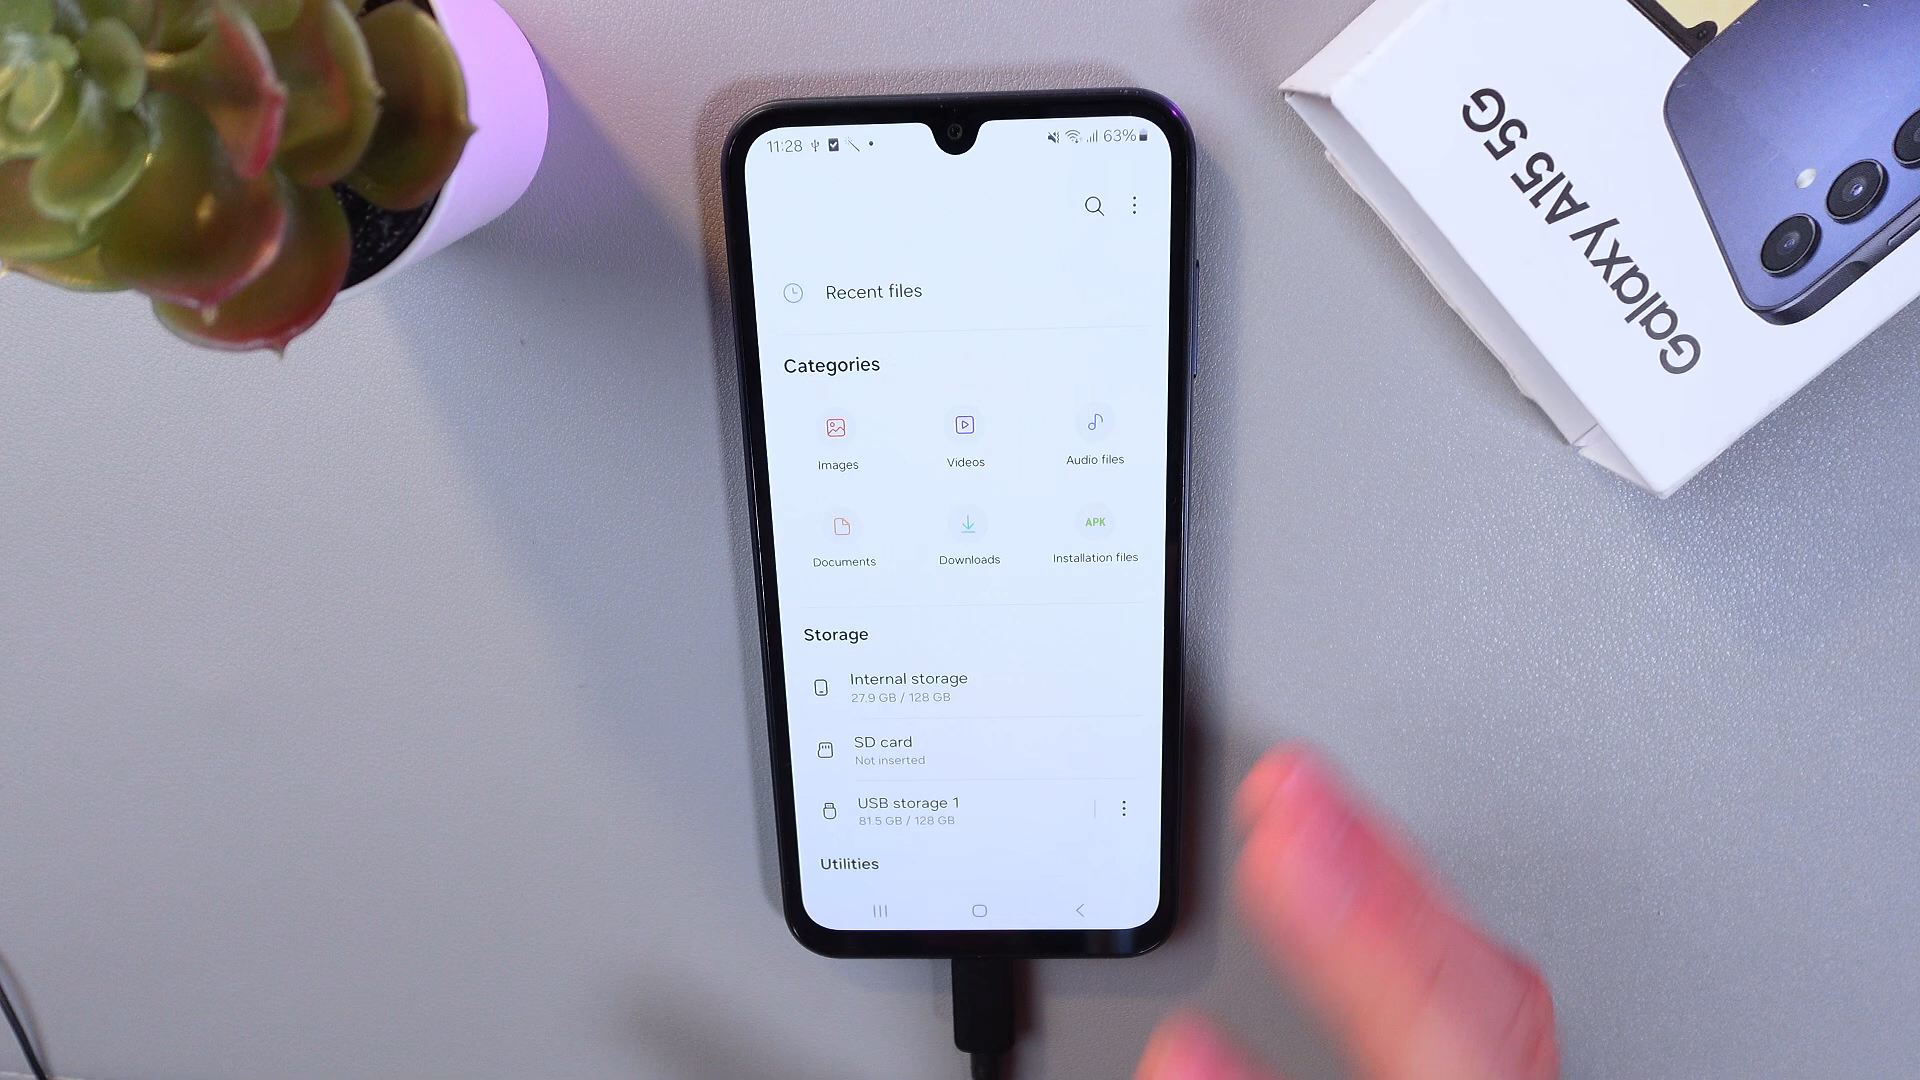 11:28
63%
Recent files
Categories
Images
Videos
Audio files
APK
Documents
Downloads
Installation files
Storage
Internal storage
27.9 GB / 128 GB
SD card
Not inserted
USB storage 1
81.5 GB / 128 GB
Utilities
Galaxy A15 5G